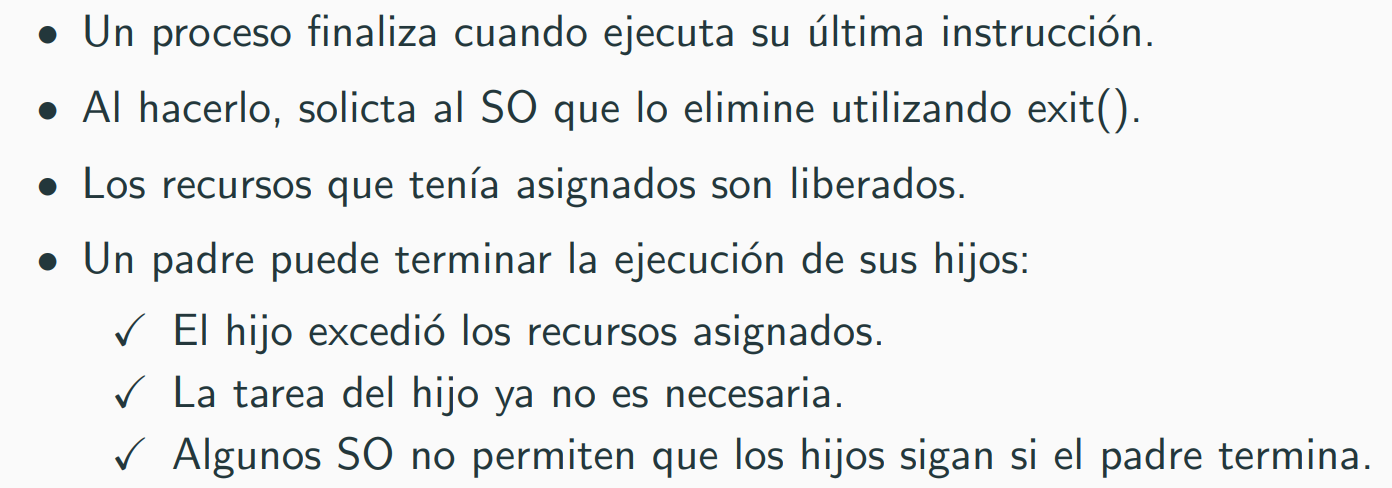 • Un proceso finaliza cuando ejecuta su última instrucción.
• Al hacerlo, solicta al SO que lo elimine utilizando exit().
• Los recursos que tenía asignados son liberados.
• Un padre puede terminar la ejecución de sus hijos:
✓ El hijo excedió los recursos asignados.
✓ La tarea del hijo ya no es necesaria.
✓ Algunos SO no permiten que los hijos sigan si el padre termina.